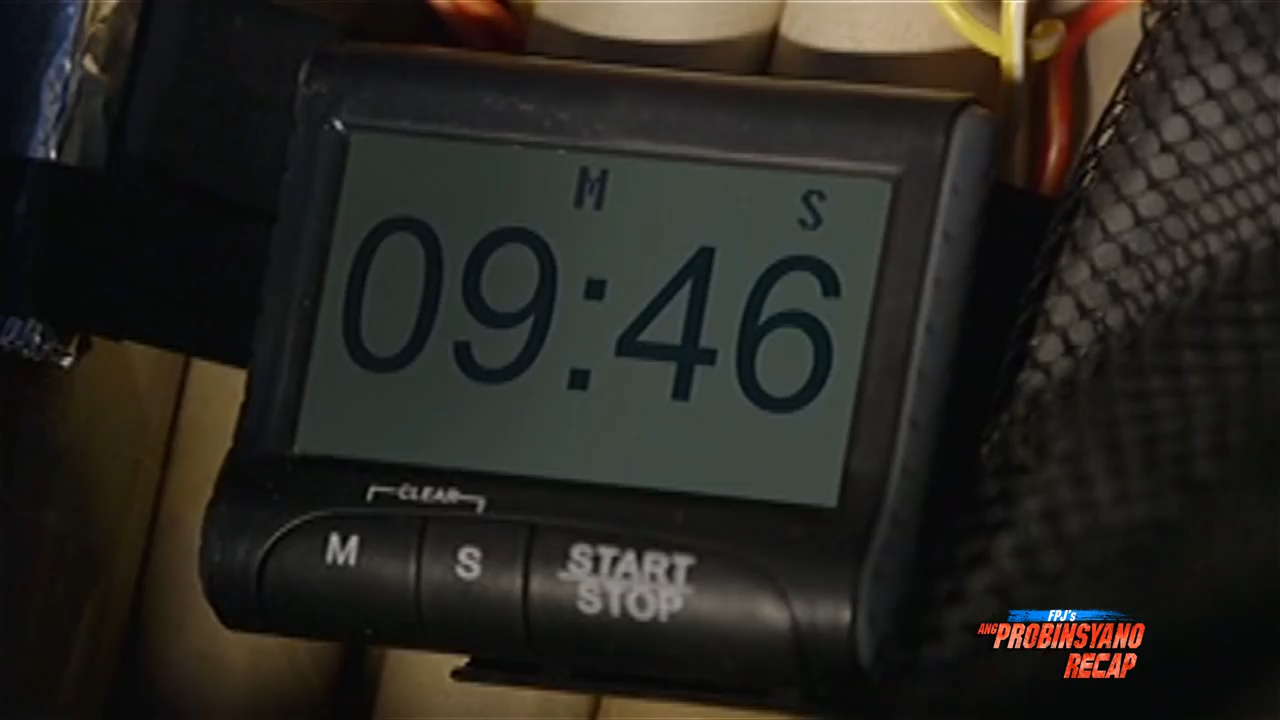 M S
09:46
CLEAR
M S START
STOP
FPJ's
ANG PROBINSYANO
RECAP